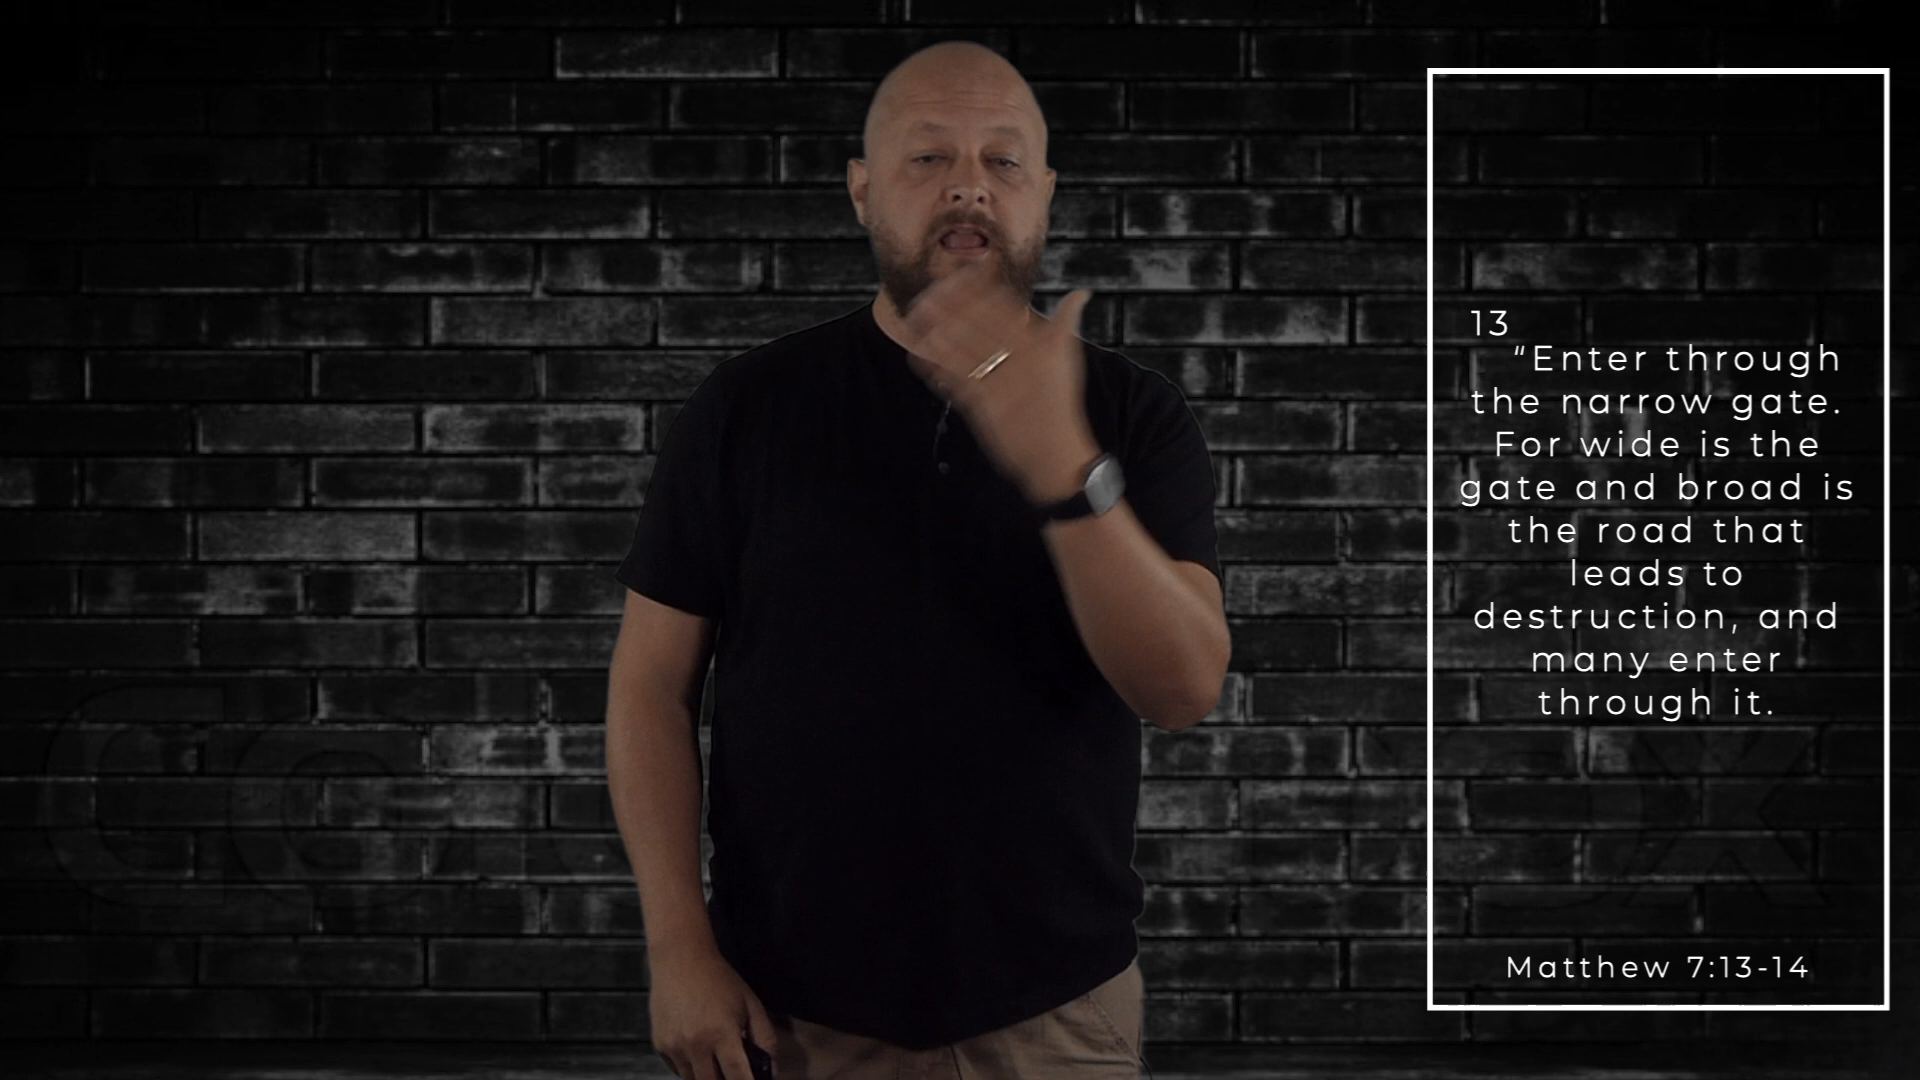 13
“Enter through
the narrow gate.
For wide is the
gate and broad is
the road that
leads to
destruction, and
many enter
through it.
Matthew 7:13-14